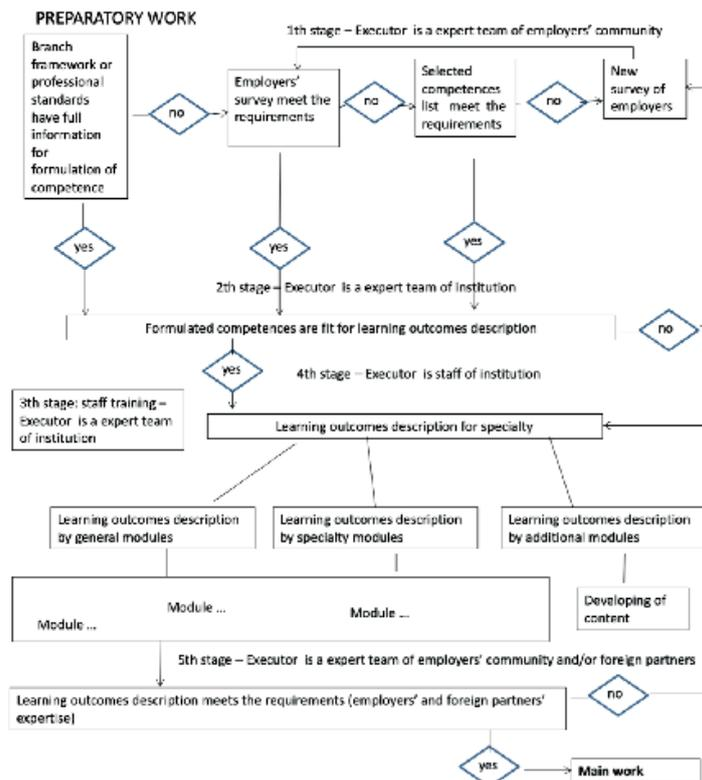 PREPARATORY WORK
1th stage – Executor is a expert team of employers' community
Branch
framework or
professional
standards
have full
information
for
formulation of
competence
no
Employers'
survey meet the
requirements
no
Selected
competences
list meet the
requirements
no
New
survey of
employers
yes
yes
yes
2th stage – Executor is a expert team of institution
Formulated competences are fit for learning outcomes description
no
yes
4th stage – Executor is staff of institution
3th stage: staff training –
Executor is a expert team
of institution
Learning outcomes description for specialty
Learning outcomes description
by general modules
Learning outcomes description
by specialty modules
Learning outcomes description
by additional modules
Module ...
Module ...
Module ...
Developing of
content
5th stage – Executor is a expert team of employers' community and/or foreign partners
Learning outcomes description meets the requirements (employers' and foreign partners'
expertise)
no
yes
Main work